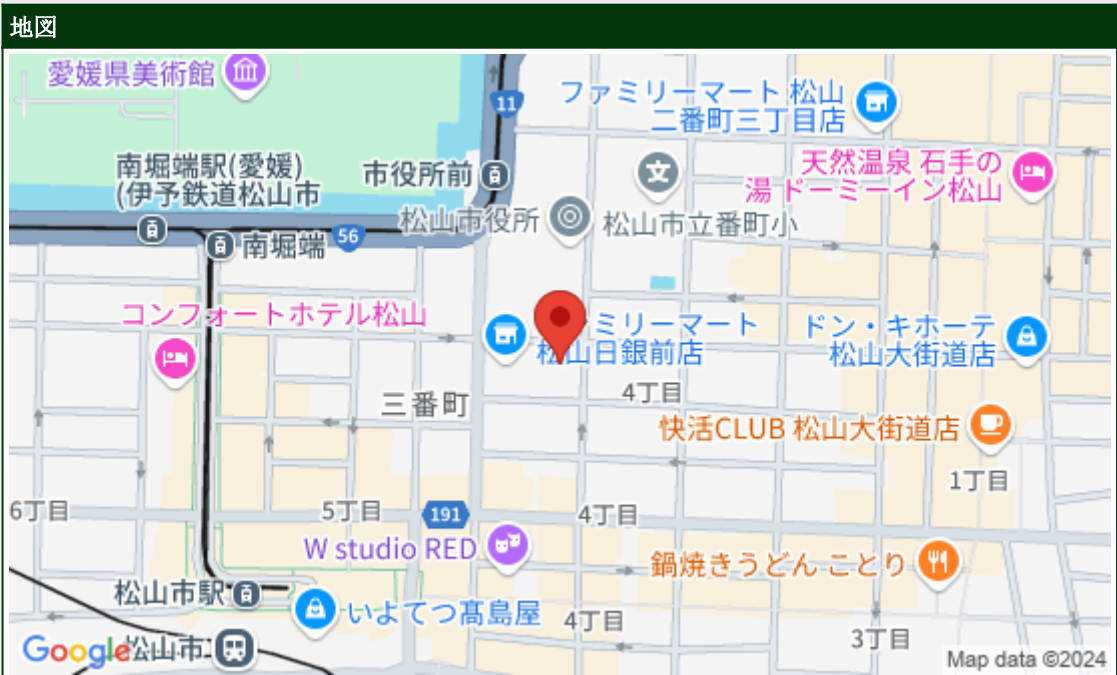 地図
愛媛県美術館
11
ファミリーマート 松山
二番町三丁目店
南堀端駅(愛媛)
(伊予鉄道松山市
市役所前
天然温泉 石手の
湯 ドーミーイン松山
松山市役所
松山市立番町小
南堀端
56
コンフォートホテル松山
ミリーマート
松山日銀前店
ドン・キホーテ
松山大街道店
4丁目
三番町
快活CLUB 松山大街道店
1丁目
6丁目
5丁目
191
4丁目
W studio RED
鍋焼きうどん ことり
松山市駅
いよてつ髙島屋
4丁目
3丁目
Google
松山市
Map data ©2024